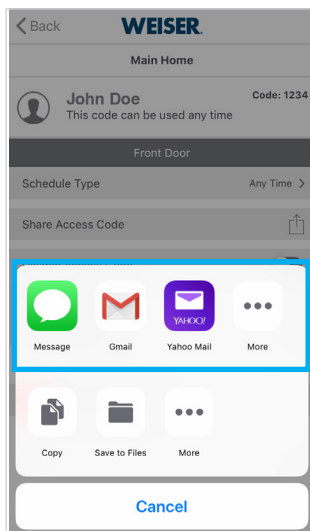 Back
WEISER
Main Home
John Doe
Code: 1234
This code can be used any time
Front Door
Schedule Type
Any Time
Share Access Code
YAHOO!
Message
Gmail
Yahoo Mail
More
Copy
Save to Files
More
Cancel